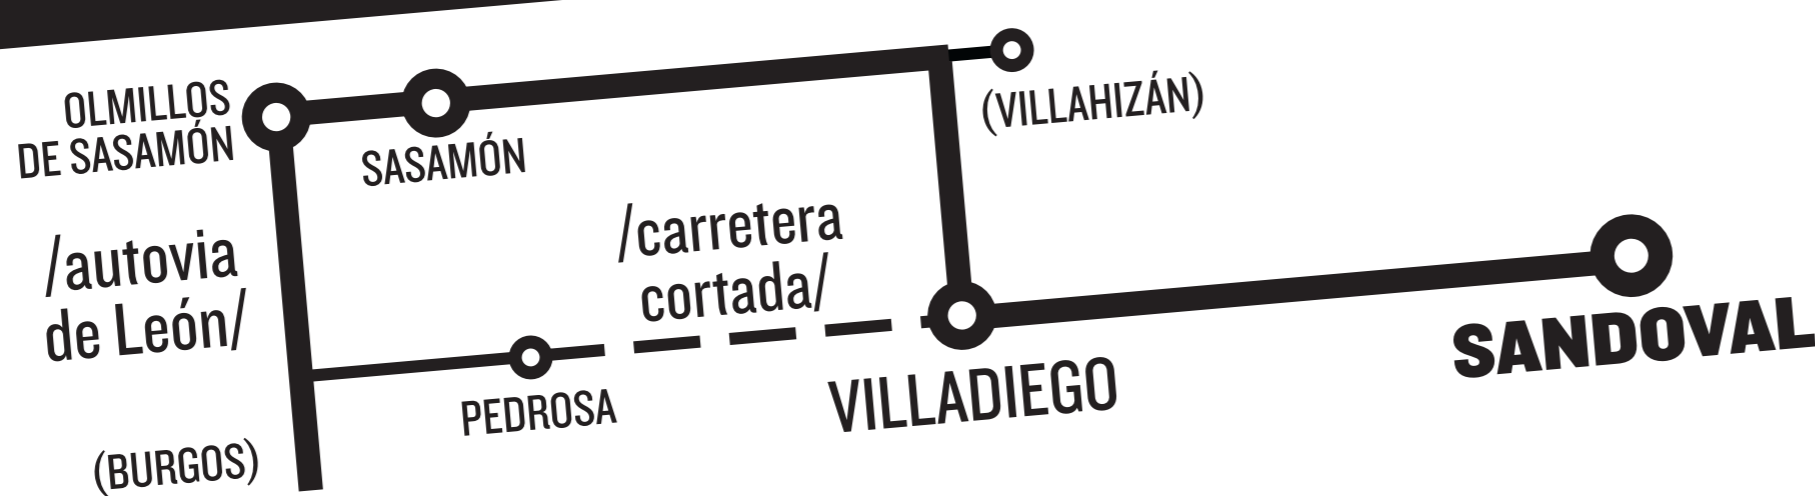 OLMILLOS
DE SASAMÓN
SASAMÓN
(VILLAHIZÁN)
/autovia
de León/
/carretera
cortada/
PEDROSA
VILLADIEGO
SANDOVAL
(BURGOS)